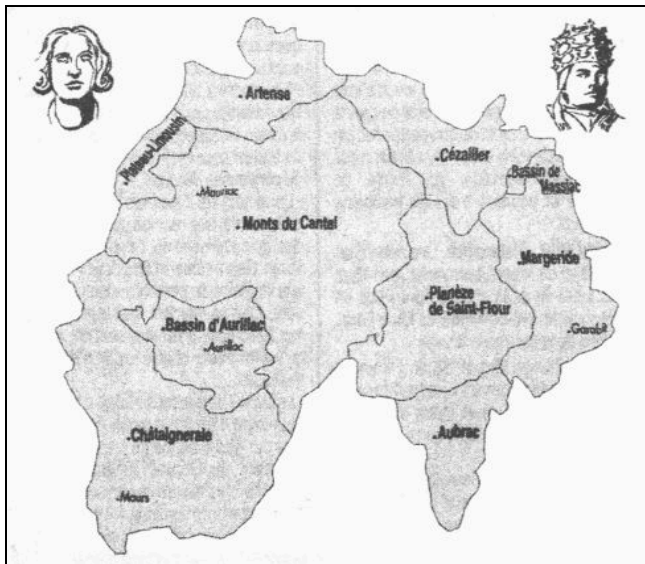 Artense
Cézallier
Plateau Limousin
Bassin de
Massiac
Mauriac
Monts du Cantal
Margeride
Planèze
de Saint-Flour
Bassin d'Aurillac
Garabit
Aurillac
Châtaigneraie
Aubrac
Maurs